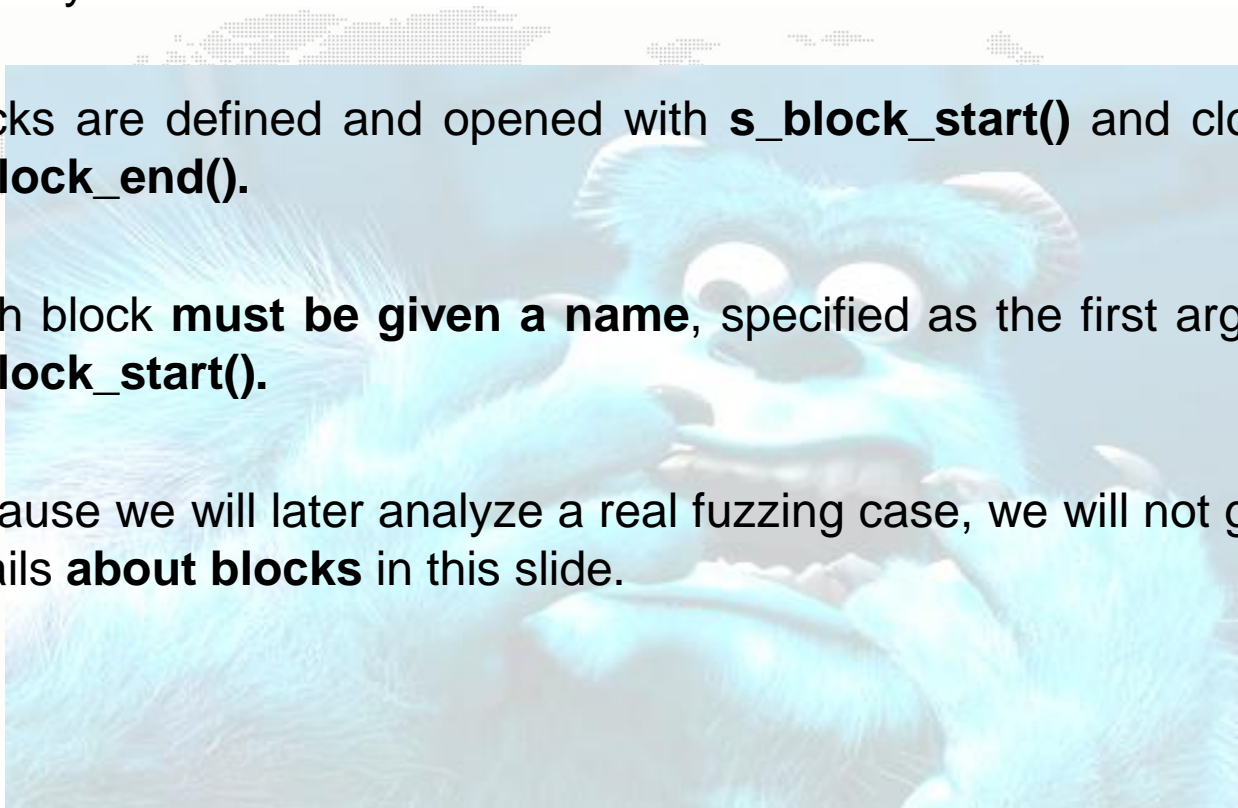 y
cks are defined and opened with s_block_start() and clo
lock_end().
h block must be given a name, specified as the first arg
lock_start().
ause we will later analyze a real fuzzing case, we will not g
ails about blocks in this slide.